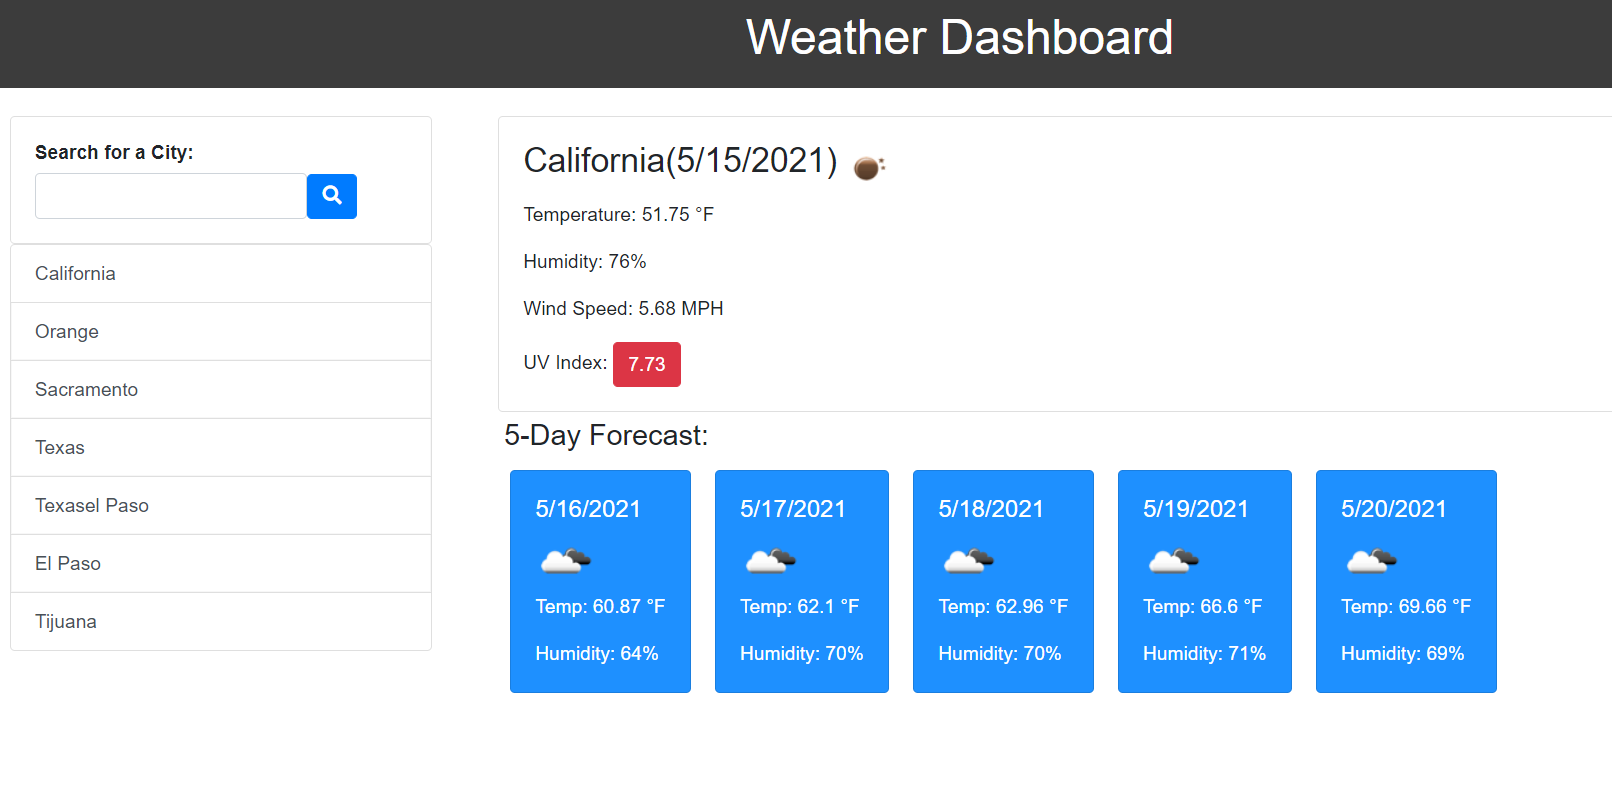 Weather Dashboard
Search for a City:
California
Orange
Sacramento
Texas
Texasel Paso
El Paso
Tijuana
California(5/15/2021)
Temperature: 51.75 °F
Humidity: 76%
Wind Speed: 5.68 MPH
UV Index: 7.73
5-Day Forecast:
5/16/2021
Temp: 60.87 °F
Humidity: 64%
5/17/2021
Temp: 62.1 °F
Humidity: 70%
5/18/2021
Temp: 62.96 °F
Humidity: 70%
5/19/2021
Temp: 66.6 °F
Humidity: 71%
5/20/2021
Temp: 69.66 °F
Humidity: 69%